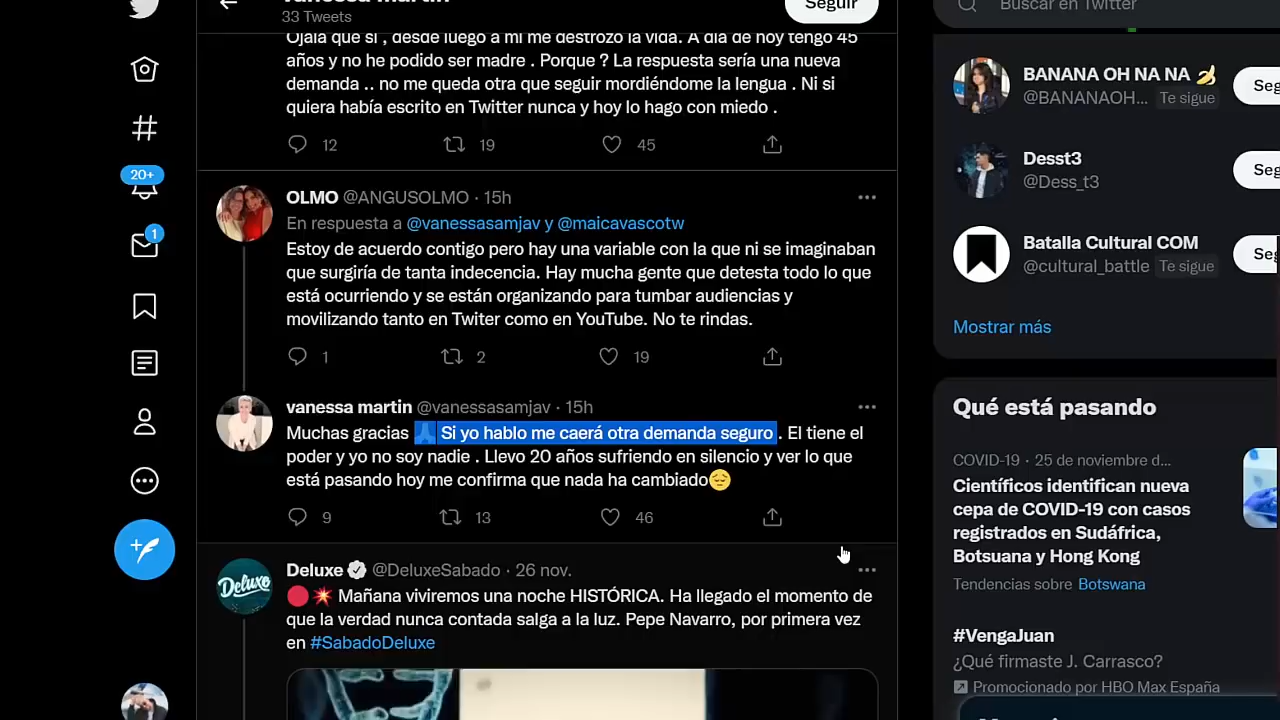 vanessa martin
33 Tweets
Seguir
Ojalá que sí , desde luego a mí me destrozó la vida. A día de hoy tengo 45
años y no he podido ser madre . Porque ? La respuesta sería una nueva
demanda .. no me queda otra que seguir mordiéndome la lengua . Ni si
quiera había escrito en Twitter nunca y hoy lo hago con miedo .
12 19 45
OLMO @ANGUSOLMO · 15h
En respuesta a @vanessasamjav y @maicavascotw
Estoy de acuerdo contigo pero hay una variable con la que ni se imaginaban
que surgiría de tanta indecencia. Hay mucha gente que detesta todo lo que
está ocurriendo y se están organizando para tumbar audiencias y
movilizando tanto en Twiter como en YouTube. No te rindas.
1 2 19
vanessa martin @vanessasamjav · 15h
Muchas gracias 🙏 Si yo hablo me caerá otra demanda seguro . El tiene el
poder y yo no soy nadie . Llevo 20 años sufriendo en silencio y ver lo que
está pasando hoy me confirma que nada ha cambiado😔
9 13 46
Deluxe @DeluxeSabado · 26 nov.
🔴💥 Mañana viviremos una noche HISTÓRICA. Ha llegado el momento de
que la verdad nunca contada salga a la luz. Pepe Navarro, por primera vez
en #SabadoDeluxe
Deluxe
20+
1
Buscar en Twitter
BANANA OH NA NA 🍌
@BANANAOH... Te sigue
Seg
Desst3
@Dess_t3
Seg
Batalla Cultural COM
@cultural_battle Te sigue
Seg
Mostrar más
Qué está pasando
COVID-19 · 25 de noviembre d...
Científicos identifican nueva
cepa de COVID-19 con casos
registrados en Sudáfrica,
Botsuana y Hong Kong
Tendencias sobre Botswana
#VengaJuan
¿Qué firmaste J. Carrasco?
Promocionado por HBO Max España